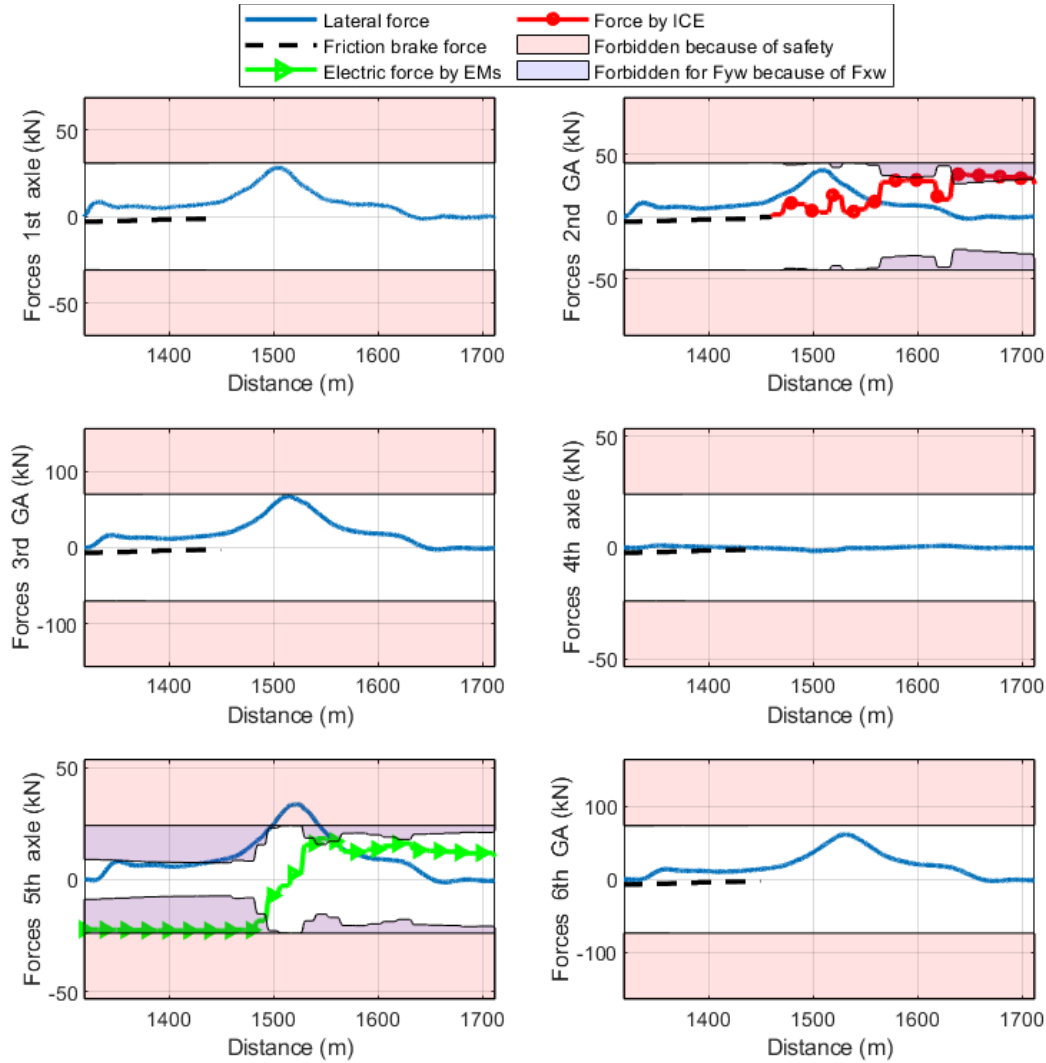 Lateral force
Friction brake force
Electric force by EMs
Force by ICE
Forbidden because of safety
Forbidden for Fyw because of Fxw
Forces 1st axle (kN)
50
0
-50
1400 1500 1600 1700
Distance (m)
Forces 2nd GA (kN)
50
0
-50
1400 1500 1600 1700
Distance (m)
Forces 3rd GA (kN)
100
0
-100
1400 1500 1600 1700
Distance (m)
Forces 4th axle (kN)
50
0
-50
1400 1500 1600 1700
Distance (m)
Forces 5th axle (kN)
50
0
-50
1400 1500 1600 1700
Distance (m)
Forces 6th GA (kN)
100
0
-100
1400 1500 1600 1700
Distance (m)